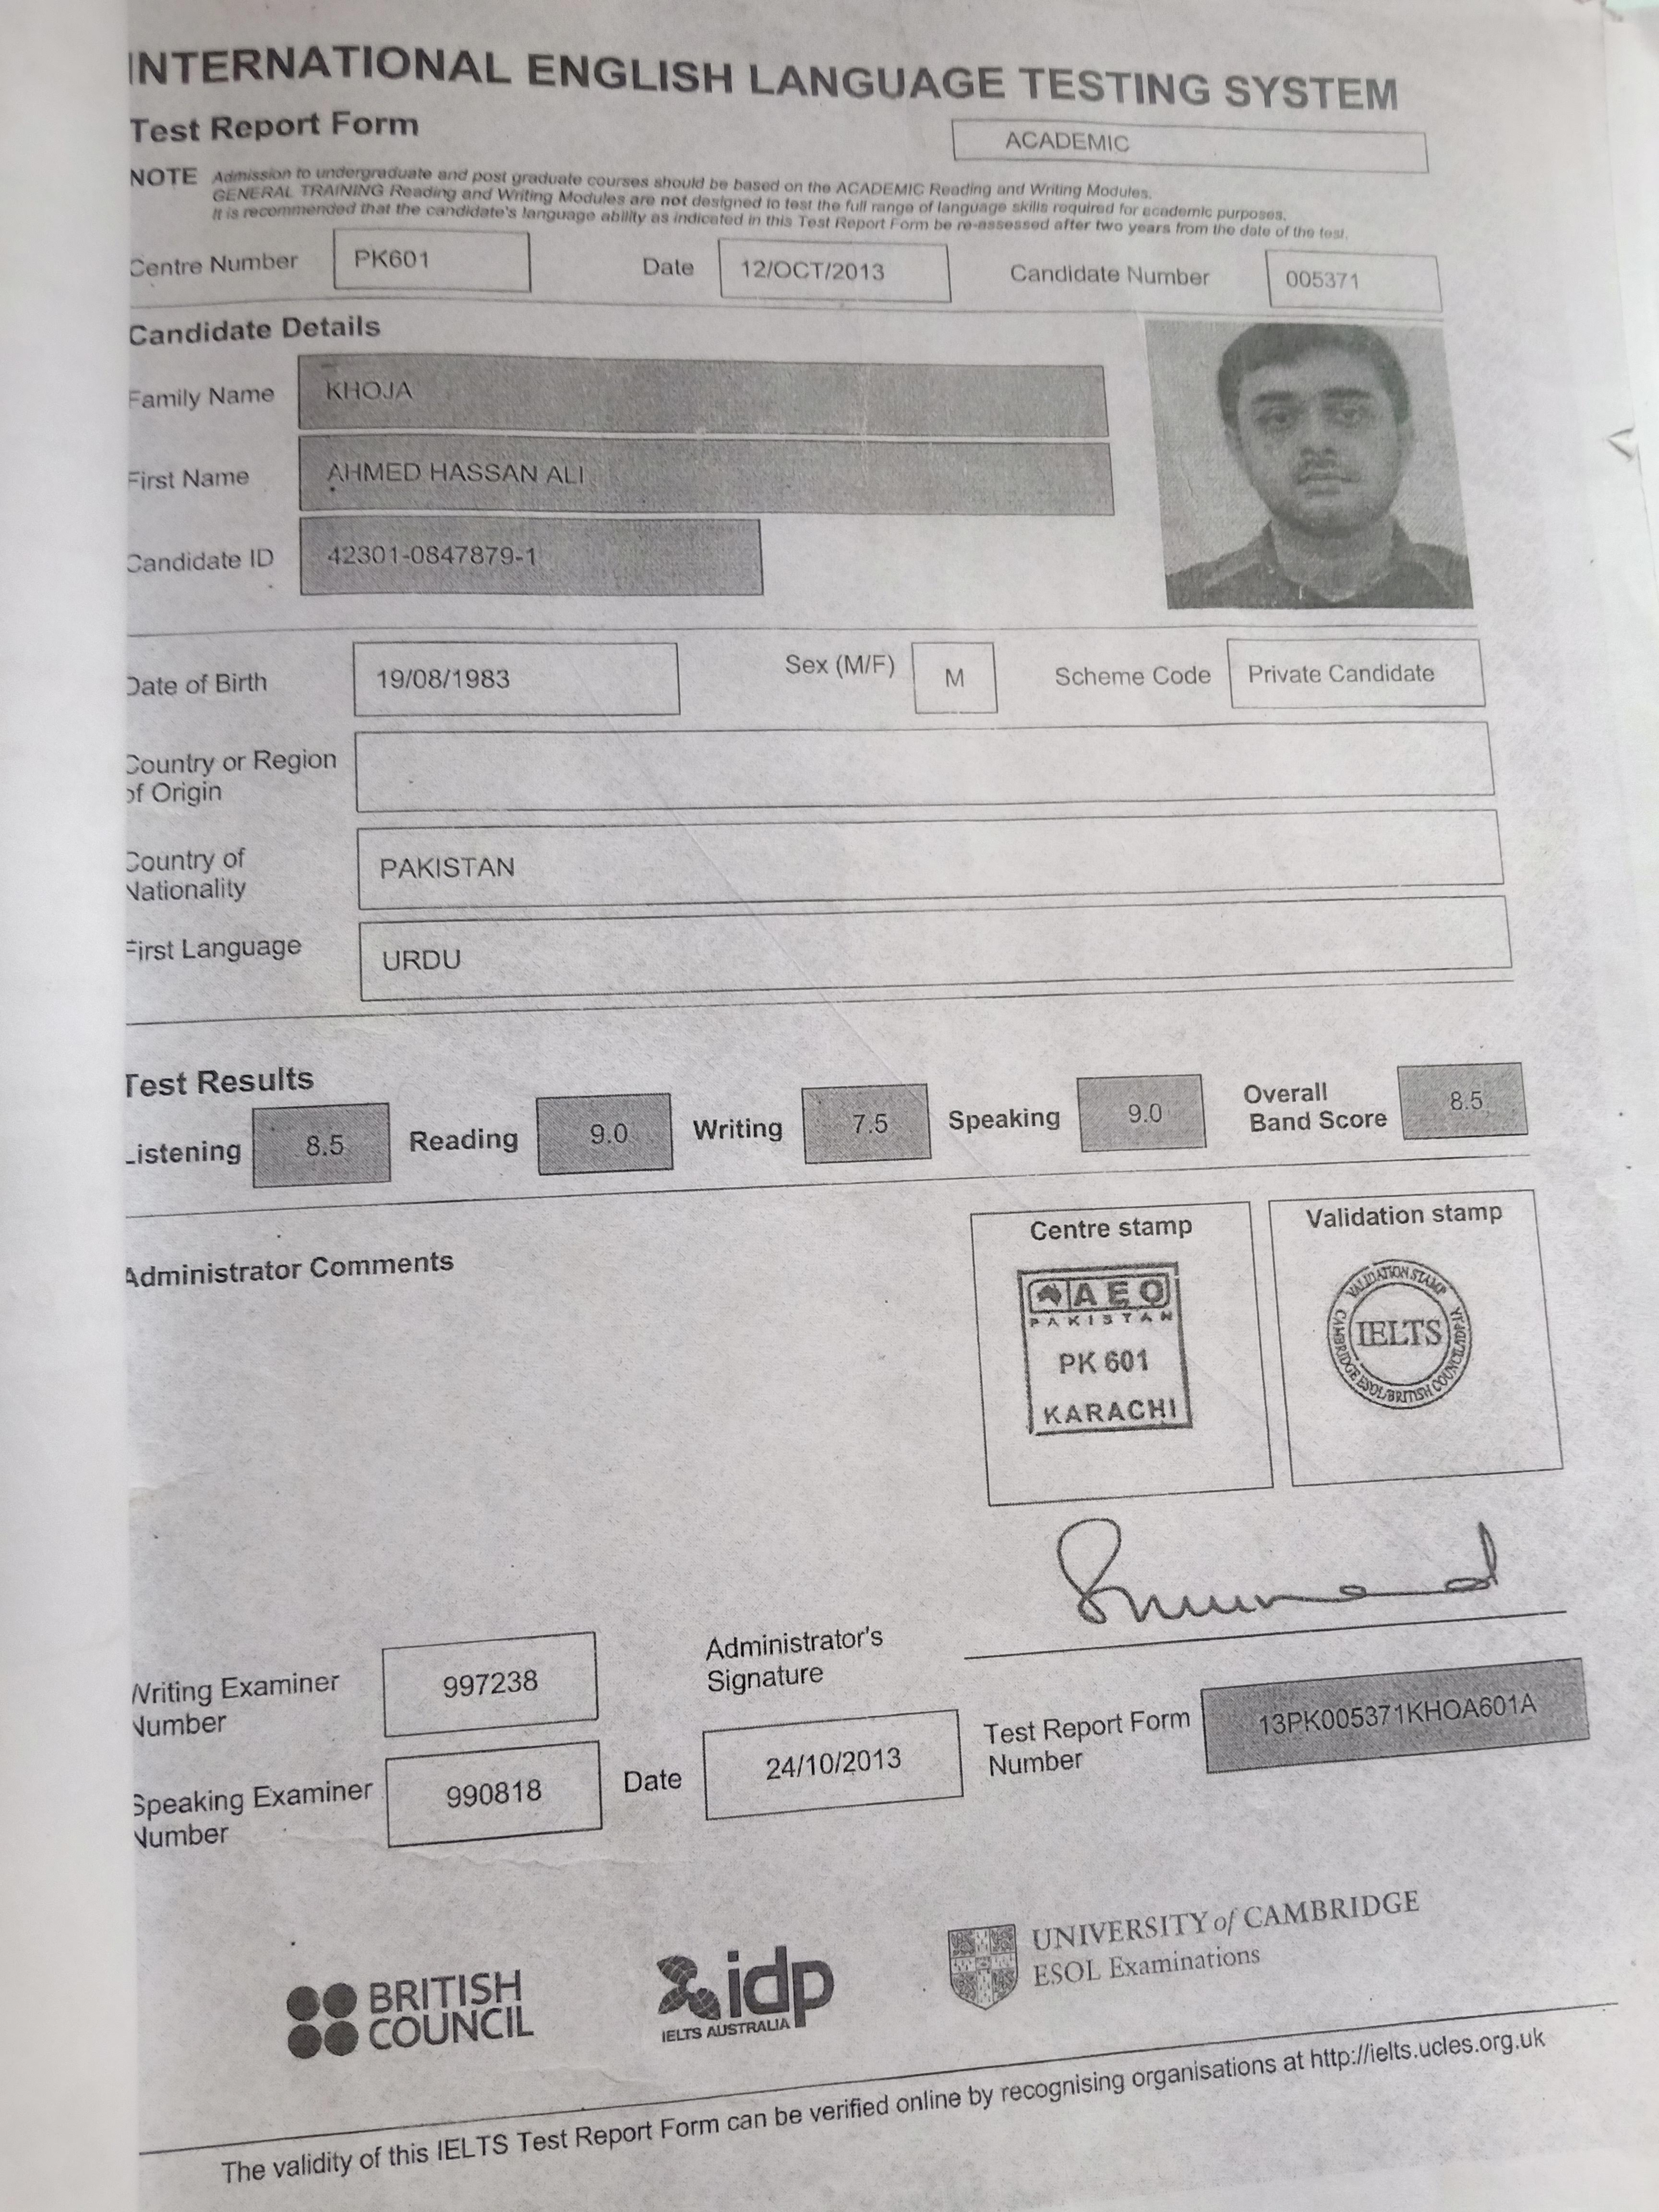 INTERNATIONAL ENGLISH LANGUAGE TESTING SYSTEM
Test Report Form
ACADEMIC
NOTE Admission to undergraduate and post graduate courses should be based on the ACADEMIC Reading and Writing Modules.
GENERAL TRAINING Reading and Writing Modules are not designed to test the full range of language skills required for academic purposes.
It is recommended that the candidate's language ability as indicated in this Test Report Form be re-assessed after two years from the date of the test.
Centre Number PK601 Date 12/OCT/2013 Candidate Number 005371
Candidate Details
Family Name KHOJA
First Name AHMED HASSAN ALI
Candidate ID 42301-0847879-1
Date of Birth 19/08/1983 Sex (M/F) M Scheme Code Private Candidate
Country or Region
of Origin
Country of
Nationality PAKISTAN
First Language URDU
Test Results
Listening 8.5 Reading 9.0 Writing 7.5 Speaking 9.0 Overall Band Score 8.5
Administrator Comments
Centre stamp
AEO
PAKISTAN
PK 601
KARACHI
Validation stamp
VALIDATION STAMP
IELTS
CAMBRIDGE ESOL/BRITISH COUNCIL/IDPIA
Administrator's
Signature
Writing Examiner
Number 997238
Speaking Examiner
Number 990818
Date 24/10/2013
Test Report Form
Number 13PK005371KHOA601A
BRITISH
COUNCIL
idp
IELTS AUSTRALIA
UNIVERSITY of CAMBRIDGE
ESOL Examinations
The validity of this IELTS Test Report Form can be verified online by recognising organisations at http://ielts.ucles.org.uk